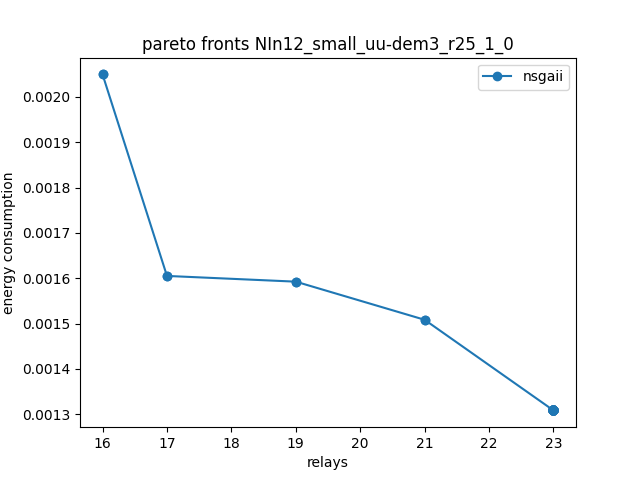 pareto fronts NIn12_small_uu-dem3_r25_1_0
nsgaii
energy consumption
0.0020
0.0019
0.0018
0.0017
0.0016
0.0015
0.0014
0.0013
16 17 18 19 20 21 22 23
relays